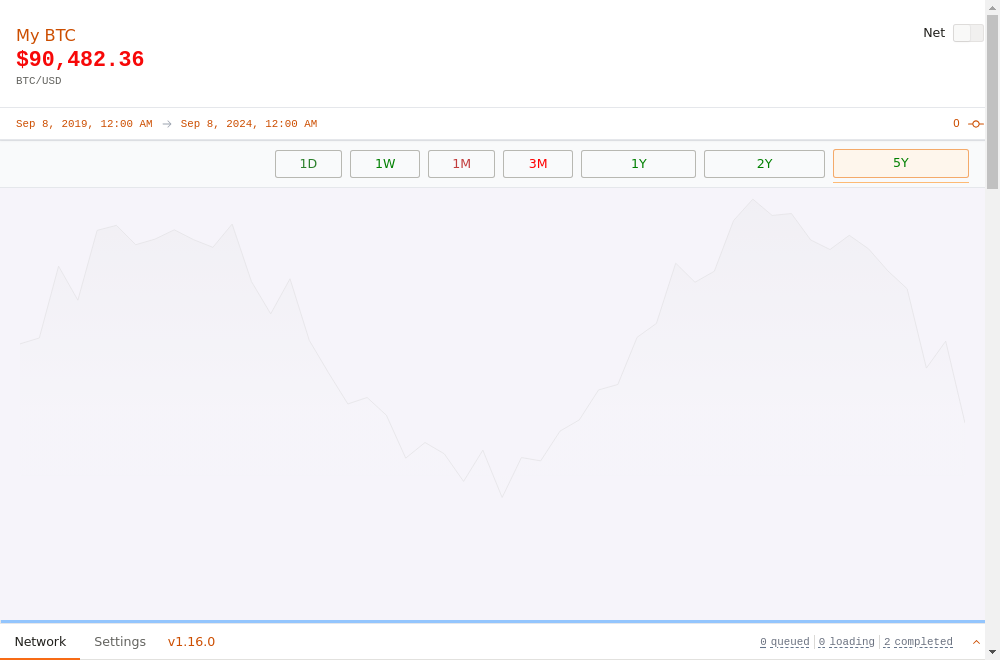 My BTC
Net
$90,482.36
BTC/USD
Sep 8, 2019, 12:00 AM → Sep 8, 2024, 12:00 AM
0
1D 1W 1M 3M 1Y 2Y 5Y
Network Settings v1.16.0 0 queued 0 loading 2 completed